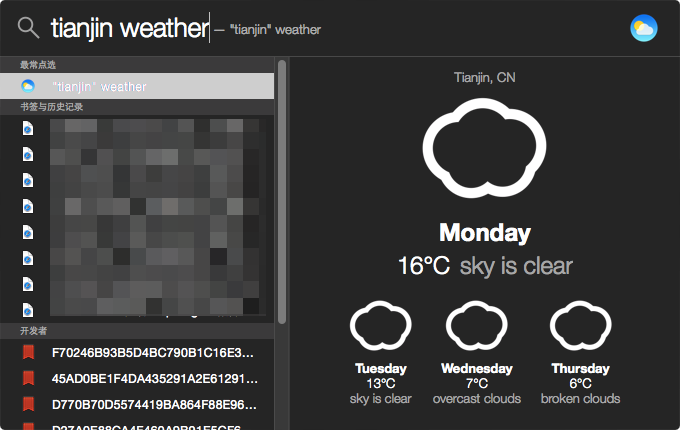 tianjin weather — "tianjin" weather
最常点选
"tianjin" weather
书签与历史记录
开发者
F70246B93B5D4BC790B1C16E3...
45AD0BE1F4DA435291A2E61291...
D770B70D5574419BA864F88E96...
Tianjin, CN
Monday
16°C sky is clear
Tuesday
13°C
sky is clear
Wednesday
7°C
overcast clouds
Thursday
6°C
broken clouds